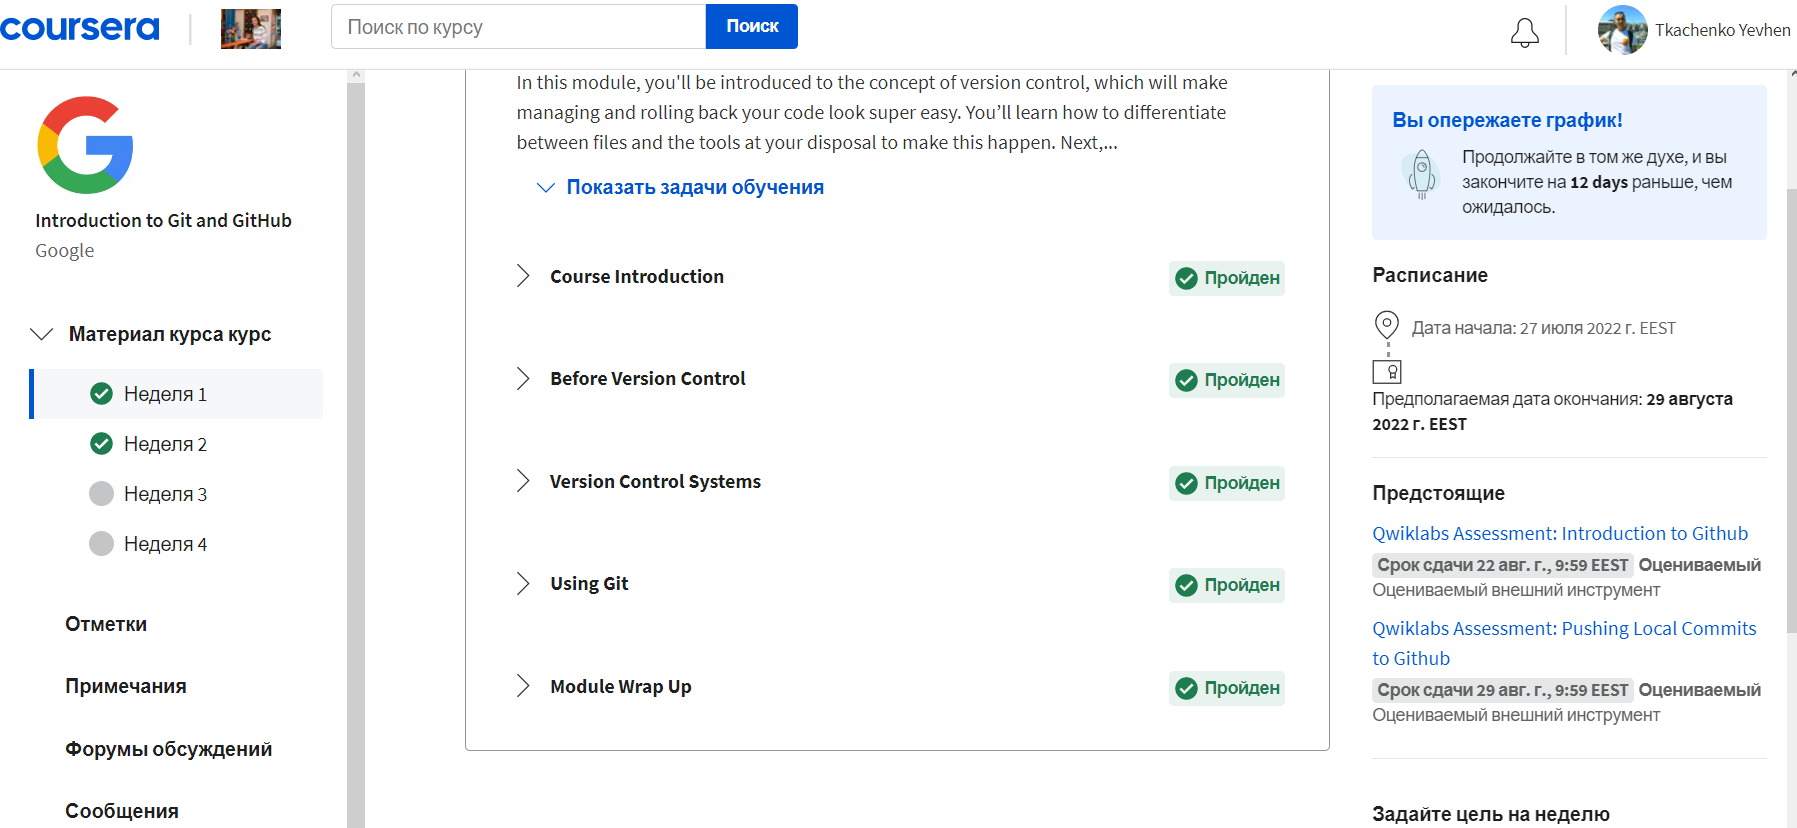 coursera
Поиск по курсу
Поиск
Tkachenko Yevhen
Introduction to Git and GitHub
Google
Материал курса курс
Неделя 1
Неделя 2
Неделя 3
Неделя 4
Отметки
Примечания
Форумы обсуждений
Сообщения
In this module, you'll be introduced to the concept of version control, which will make
managing and rolling back your code look super easy. You’ll learn how to differentiate
between files and the tools at your disposal to make this happen. Next,...
Показать задачи обучения
Course Introduction
Пройден
Before Version Control
Пройден
Version Control Systems
Пройден
Using Git
Пройден
Module Wrap Up
Пройден
Вы опережаете график!
Продолжайте в том же духе, и вы
закончите на 12 days раньше, чем
ожидалось.
Расписание
Дата начала: 27 июля 2022 г. EEST
Предполагаемая дата окончания: 29 августа
2022 г. EEST
Предстоящие
Qwiklabs Assessment: Introduction to Github
Срок сдачи 22 авг. г., 9:59 EEST Оцениваемый
Оцениваемый внешний инструмент
Qwiklabs Assessment: Pushing Local Commits
to Github
Срок сдачи 29 авг. г., 9:59 EEST Оцениваемый
Оцениваемый внешний инструмент
Задайте цель на неделю